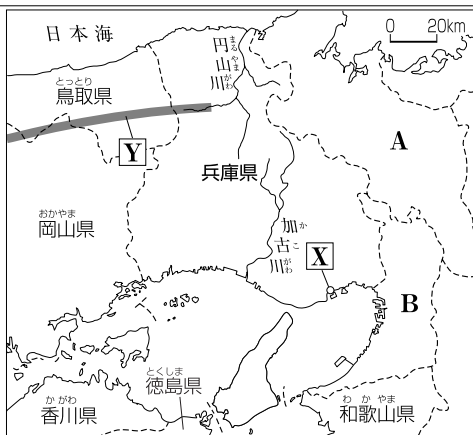 日本海
0 20km
円山川
まるやまがわ
とっとり
鳥取県
A
Y
兵庫県
おかやま
岡山県
加古川
かこがわ
X
B
とくしま
徳島県
かがわ
香川県
わかやま
和歌山県